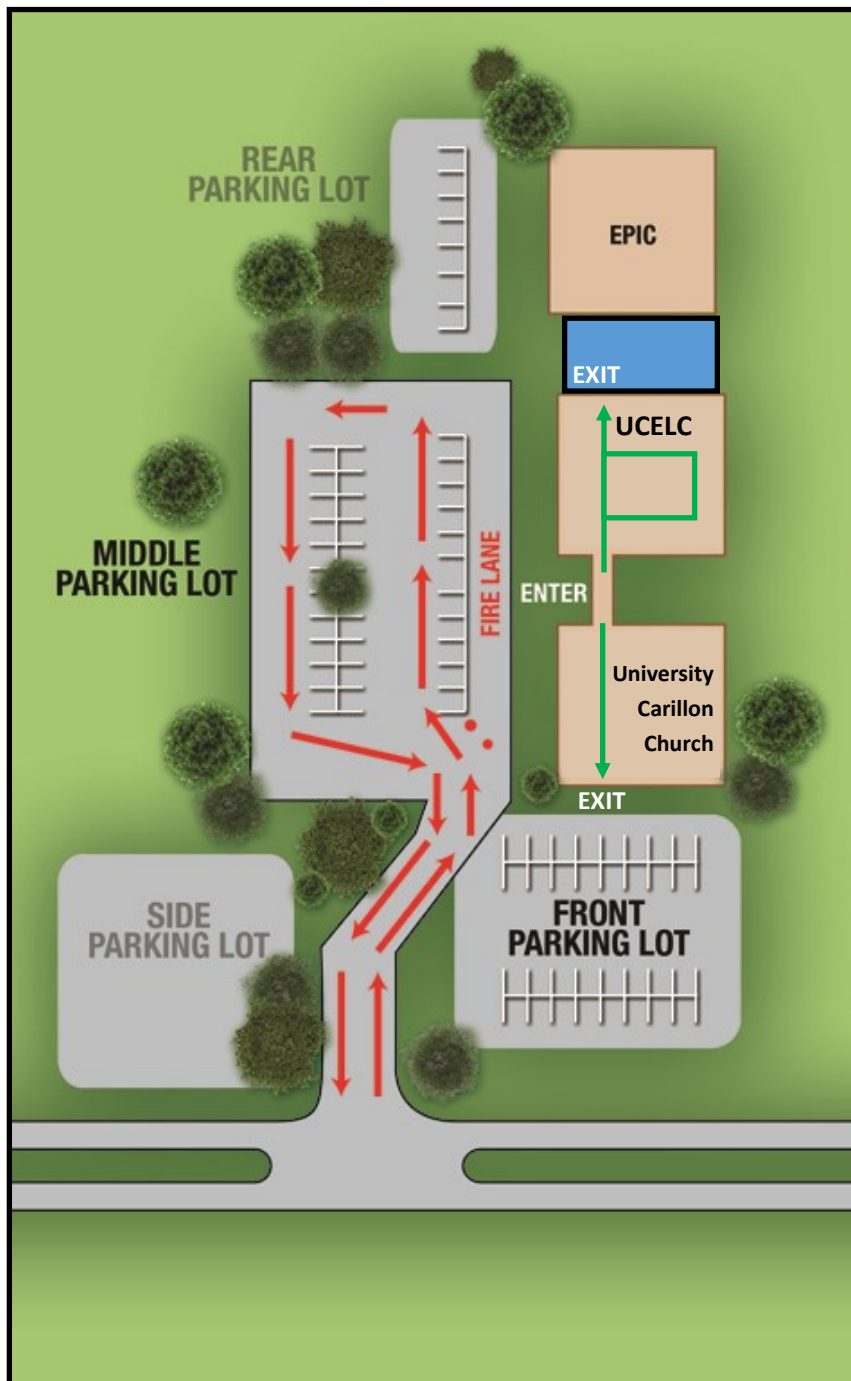 REAR
PARKING LOT
EPIC
EXIT
UCELC
MIDDLE
PARKING LOT
FIRE LANE
ENTER
University
Carillon
Church
EXIT
SIDE
PARKING LOT
FRONT
PARKING LOT